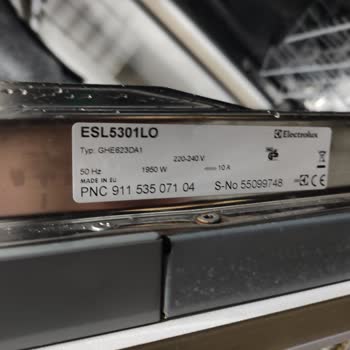 ESL5301LO
Electrolux
Typ: GHE623DA1
220-240 V
50 Hz 1950 W 10 A
MADE IN EU
PNC 911 535 071 04 S-No 55099748
CE